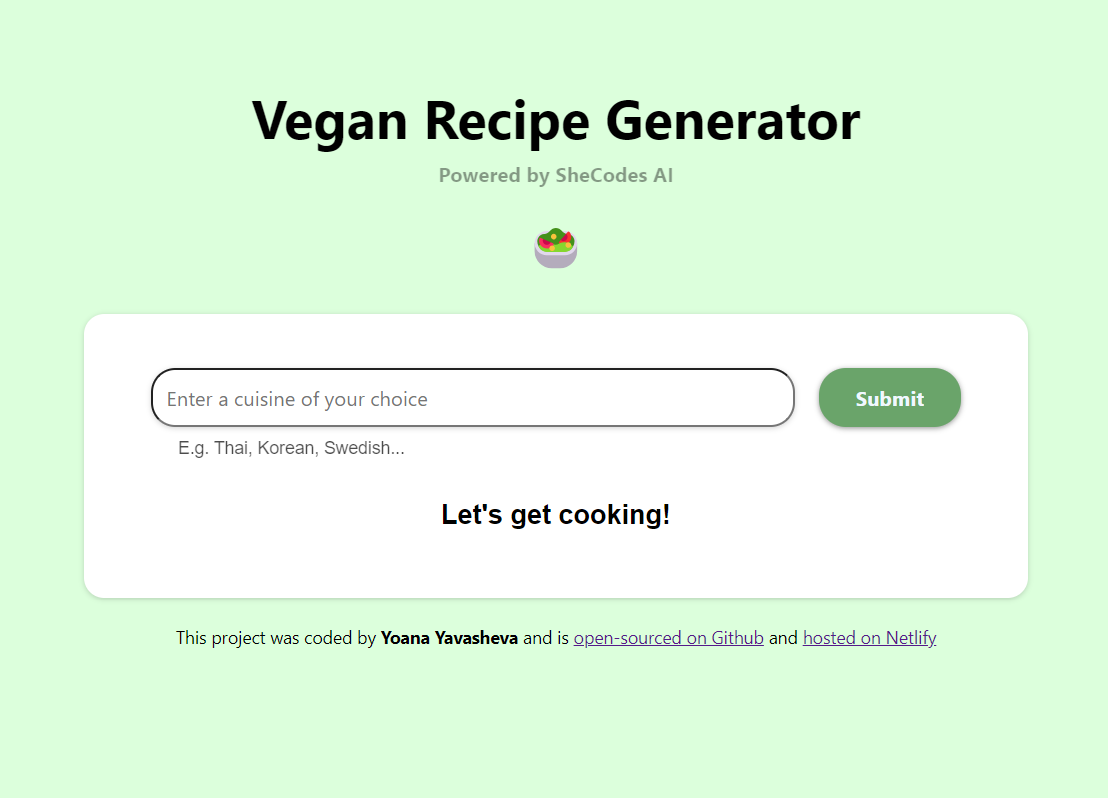 Vegan Recipe Generator
Powered by SheCodes AI
Enter a cuisine of your choice
Submit
E.g. Thai, Korean, Swedish...
Let's get cooking!
This project was coded by Yoana Yavasheva and is open-sourced on Github and hosted on Netlify